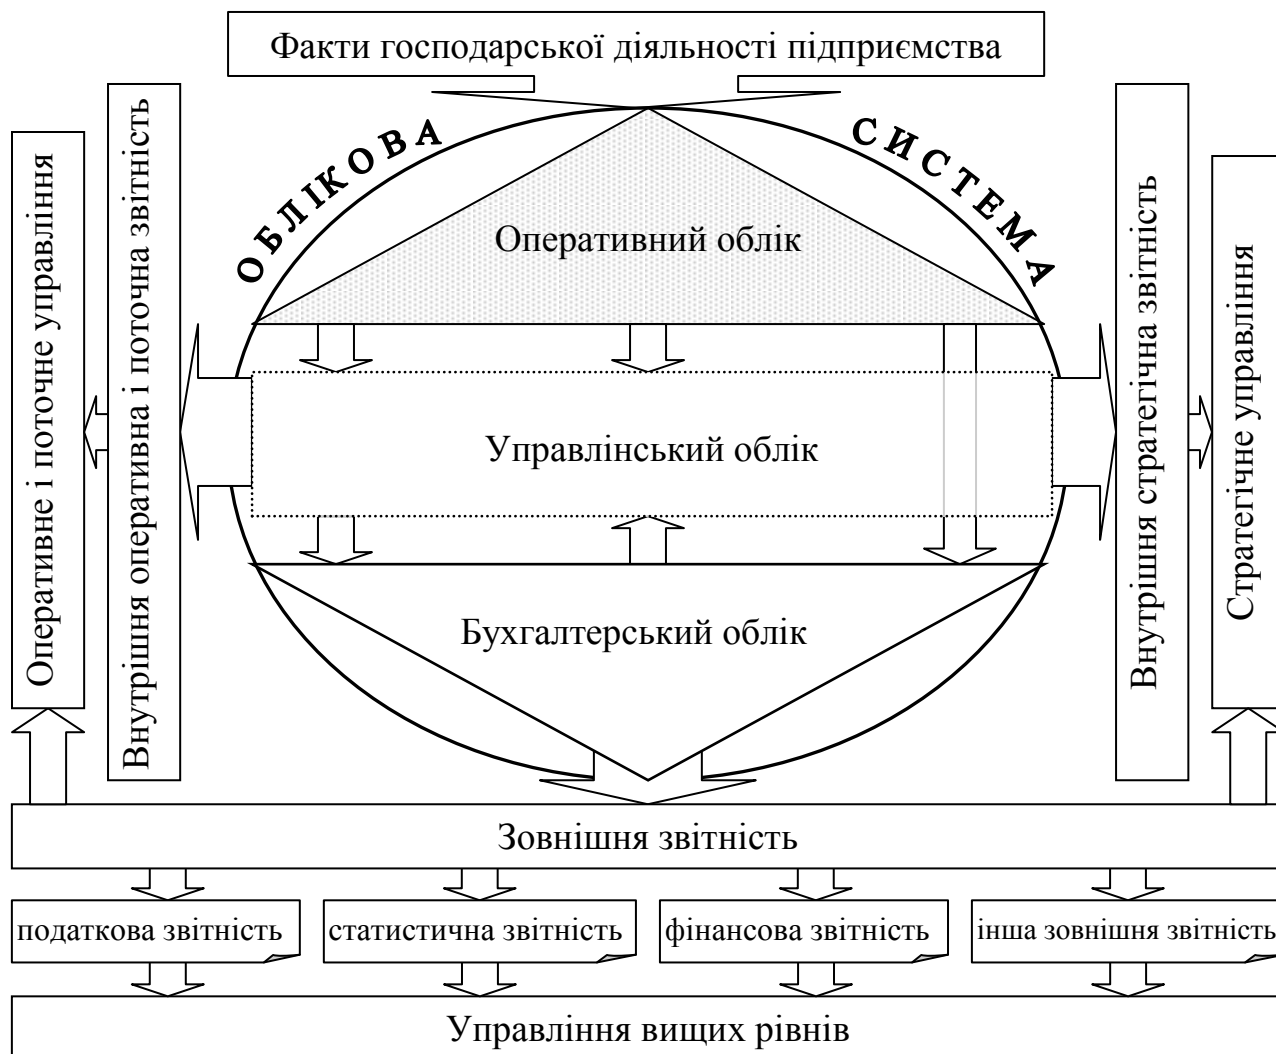 Факти господарської діяльності підприємства
ОБЛІКОВА СИСТЕМА
Оперативне і поточне управління
Внутрішня оперативна і поточна звітність
Оперативний облік
Управлінський облік
Бухгалтерський облік
Внутрішня стратегічна звітність
Стратегічне управління
Зовнішня звітність
податкова звітність
статистична звітність
фінансова звітність
інша зовнішня звітність
Управління вищих рівнів